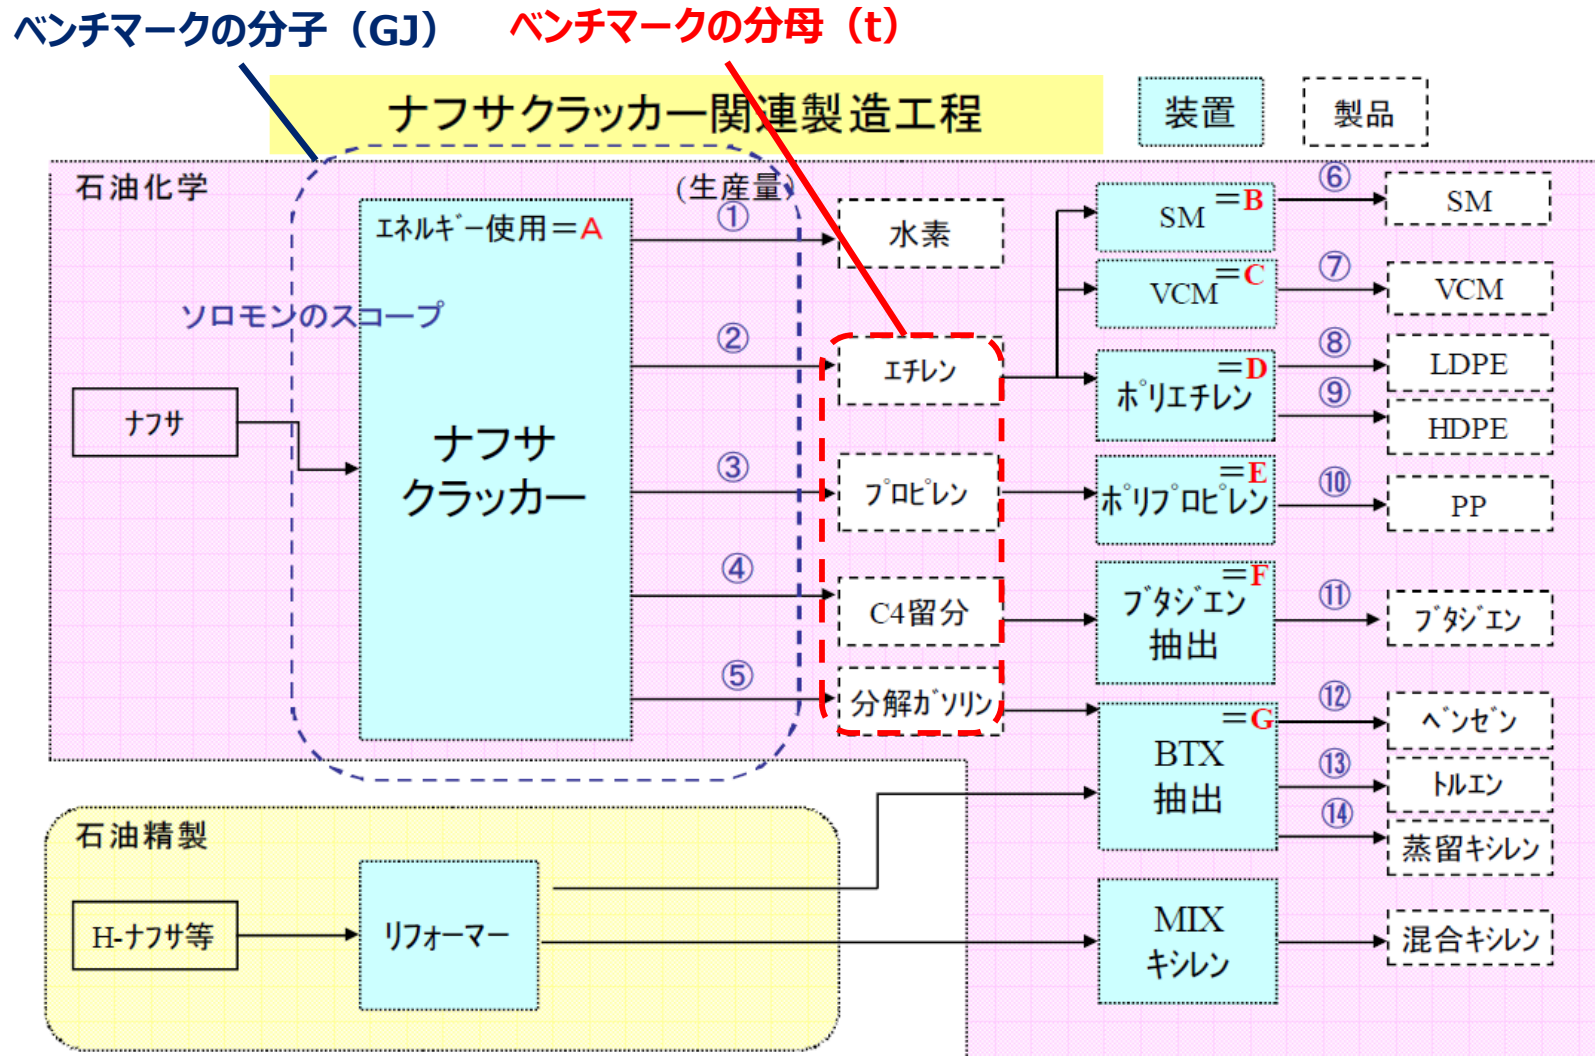 ベンチマークの分子（GJ）
ベンチマークの分母（t）
ナフサクラッカー関連製造工程
装置
製品
石油化学
(生産量)
エネルギー使用＝A
ソロモンのスコープ
ナフサ
ナフサ
クラッカー
①
②
③
④
⑤
水素
エチレン
プロピレン
C4留分
分解ガソリン
SM
＝B
VCM
＝C
＝D
ポリエチレン
＝E
ポリプロピレン
＝F
ブタジエン
抽出
＝G
BTX
抽出
MIX
キシレン
⑥
SM
⑦
VCM
⑧
LDPE
⑨
HDPE
⑩
PP
⑪
ブタジエン
⑫
ベンゼン
⑬
トルエン
⑭
蒸留キシレン
混合キシレン
石油精製
H-ナフサ等
リフォーマー